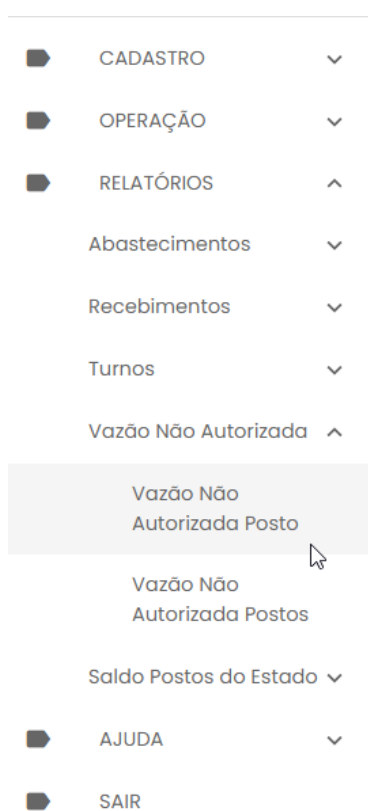 CADASTRO
OPERAÇÃO
RELATÓRIOS
Abastecimentos
Recebimentos
Turnos
Vazão Não Autorizada
Vazão Não
Autorizada Posto
Vazão Não
Autorizada Postos
Saldo Postos do Estado
AJUDA
SAIR